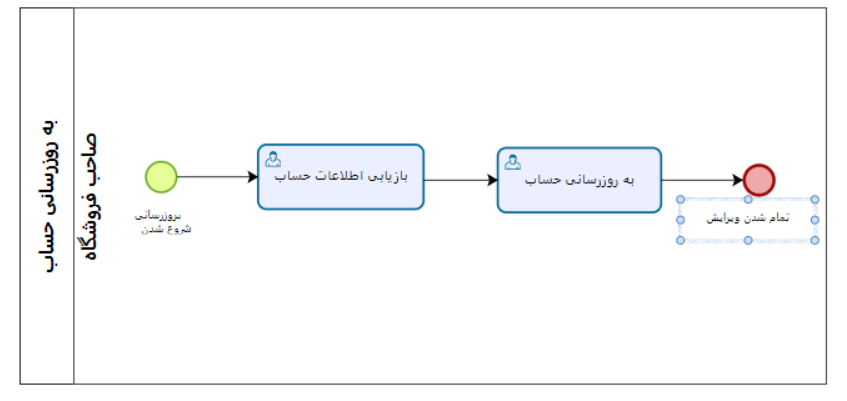 به روزرسانی حساب
صاحب فروشگاه
بروزرسانی
شروع شدن
بازیابی اطلاعات حساب
به روزرسانی حساب
تمام شدن ویرایش